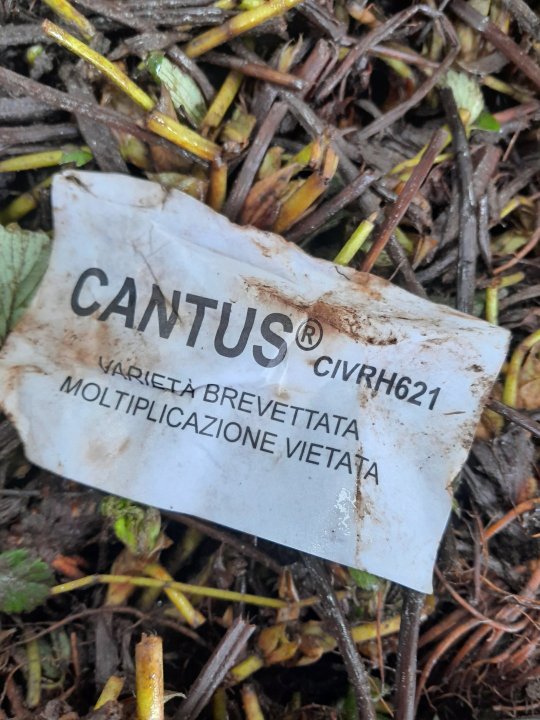 CANTUS® CIVRH621
VARIETÀ BREVETTATA
MOLTIPLICAZIONE VIETATA